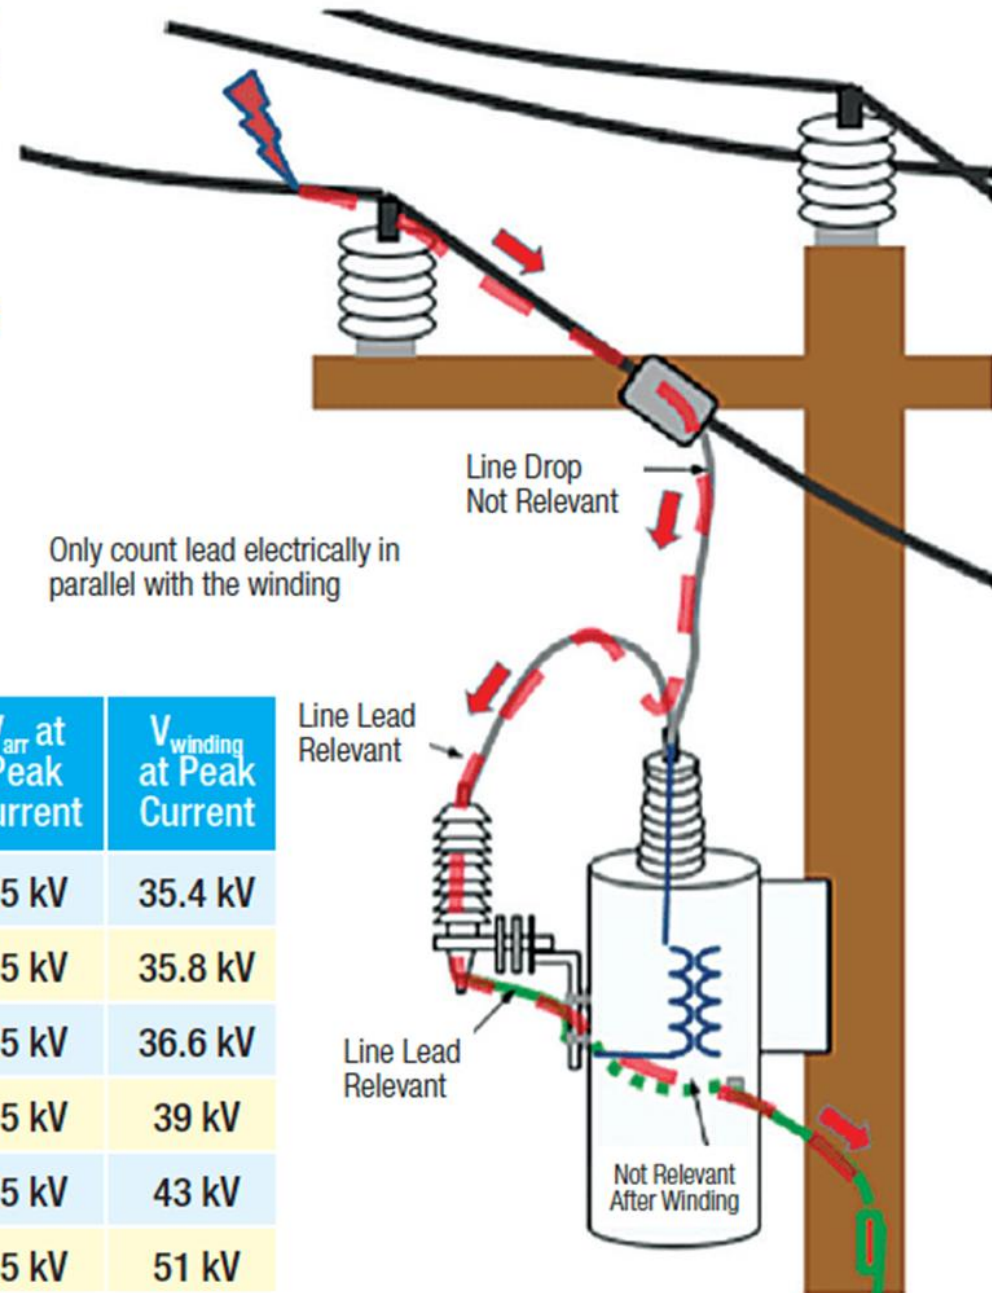 Line Drop
Not Relevant
Only count lead electrically in
parallel with the winding
Line Lead
Relevant
arr at
V winding
at Peak
Current
5 kV 35.4 kV
5 kV 35.8 kV
5 kV 36.6 kV
5 kV 39 kV
5 kV 43 kV
5 kV 51 kV
Line Lead
Relevant
Not Relevant
After Winding